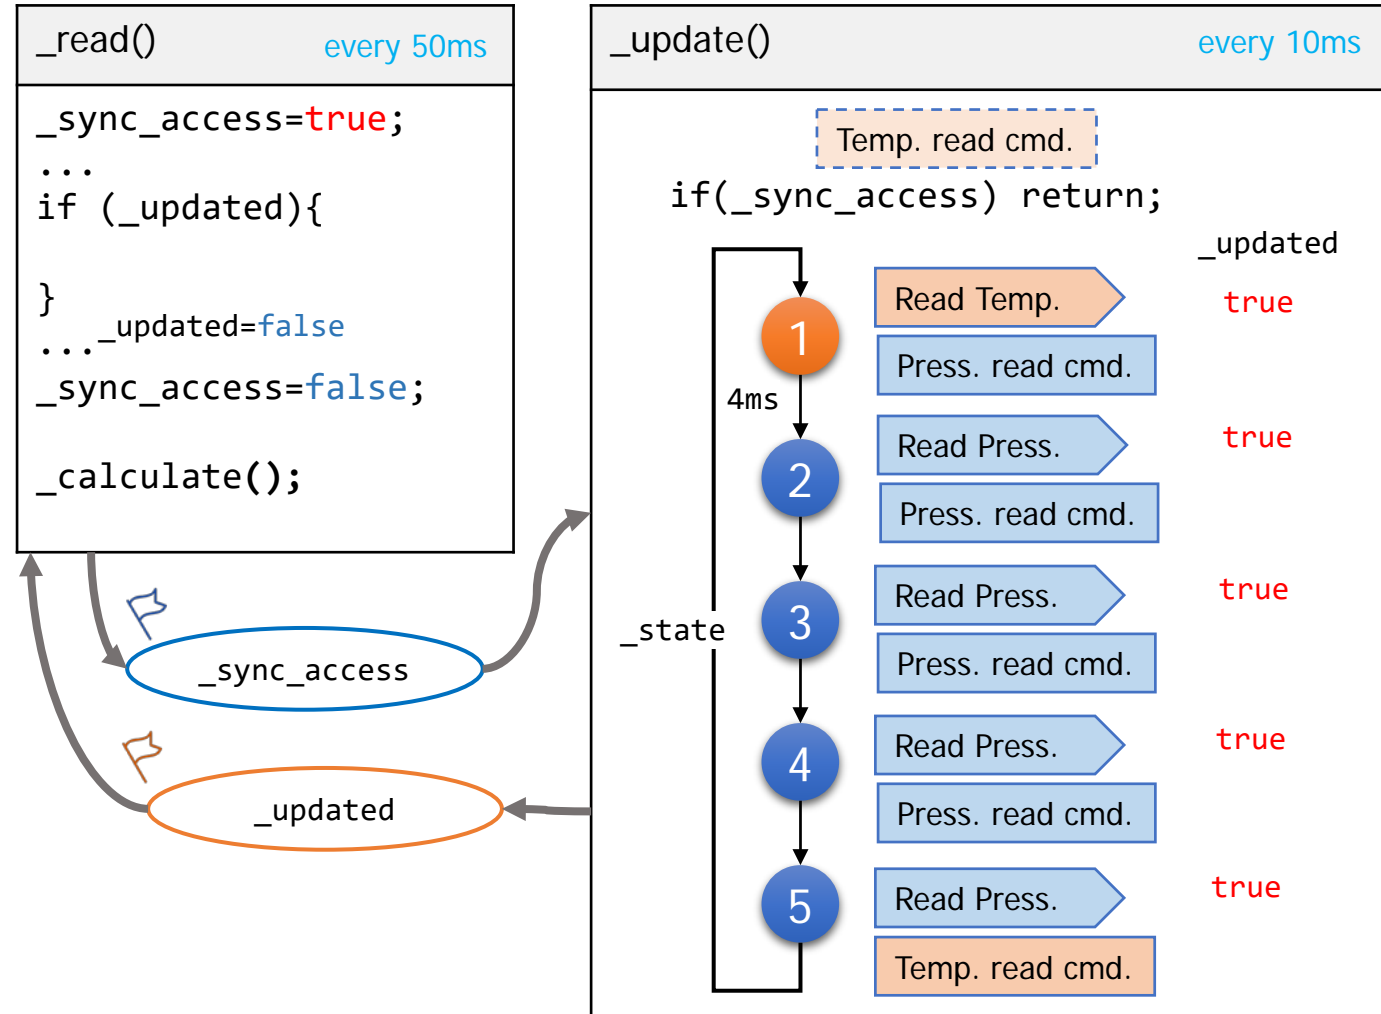 _read()
every 50ms
_sync_access=true;
...
if (_updated){
}
_updated=false
...
_sync_access=false;
_calculate();
_sync_access
_updated
_update()
every 10ms
Temp. read cmd.
if(_sync_access) return;
_updated
1
Read Temp.
true
Press. read cmd.
4ms
2
Read Press.
true
Press. read cmd.
_state
3
Read Press.
true
Press. read cmd.
4
Read Press.
true
Press. read cmd.
5
Read Press.
true
Temp. read cmd.